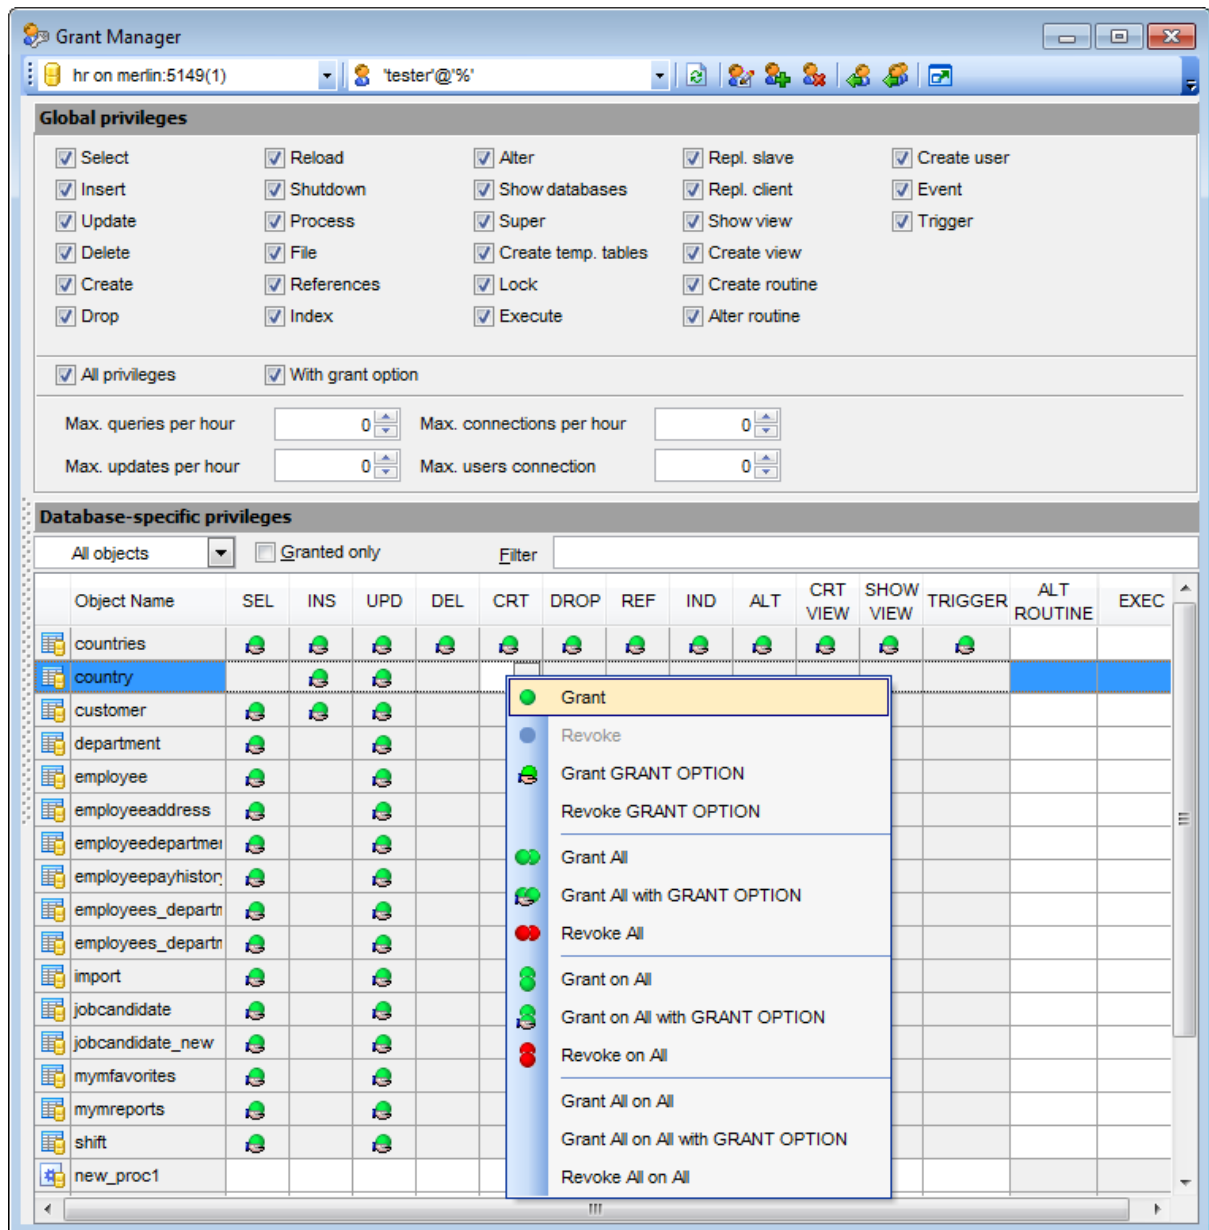 Grant Manager
hr on merlin:5149(1) 'tester'@'%'
Global privileges
Select Reload Alter Repl. slave Create user
Insert Shutdown Show databases Repl. client Event
Update Process Super Show view Trigger
Delete File Create temp. tables Create view
Create References Lock Create routine
Drop Index Execute Alter routine
All privileges With grant option
Max. queries per hour 0 Max. connections per hour 0
Max. updates per hour 0 Max. users connection 0
Database-specific privileges
All objects Granted only Filter
Object Name SEL INS UPD DEL CRT DROP REF IND ALT CRT VIEW SHOW VIEW TRIGGER ALT ROUTINE EXEC
countries
country
customer
department
employee
employeeaddress
employeedepartme
employeepayhistor
employees_departm
employees_departm
import
jobcandidate
jobcandidate_new
mymfavorites
mymreports
shift
new_proc1
Grant
Revoke
Grant GRANT OPTION
Revoke GRANT OPTION
Grant All
Grant All with GRANT OPTION
Revoke All
Grant on All
Grant on All with GRANT OPTION
Revoke on All
Grant All on All
Grant All on All with GRANT OPTION
Revoke All on All